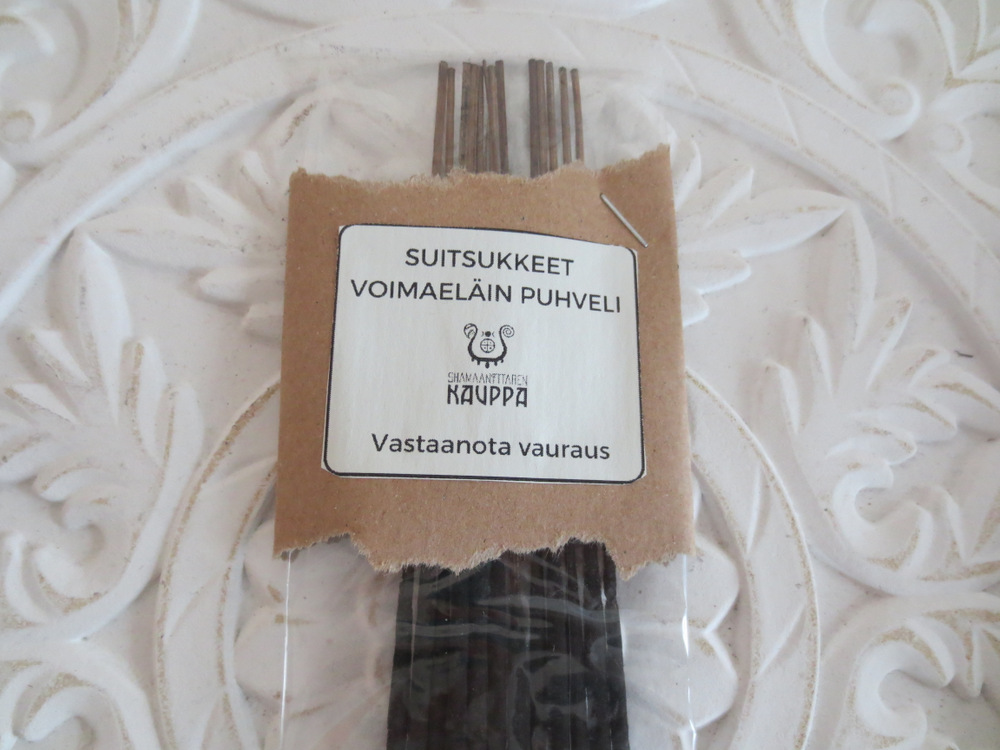 SUITSUKKEET
VOIMAELÄIN PUHVELI
SHAMAANITTAREN
KAUPPA
Vastaanota vauraus